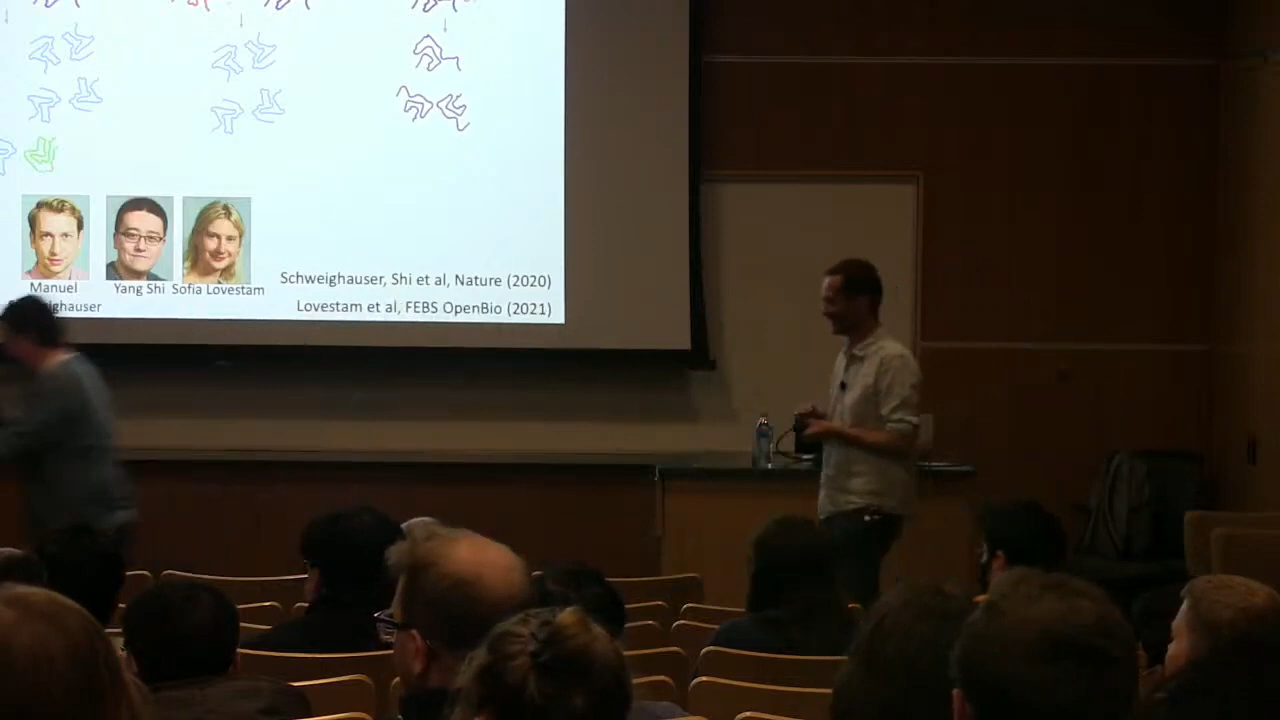 Manuel
Yang Shi
Sofia Lovestam
Schweighauser, Shi et al, Nature (2020)
Lovestam et al, FEBS OpenBio (2021)